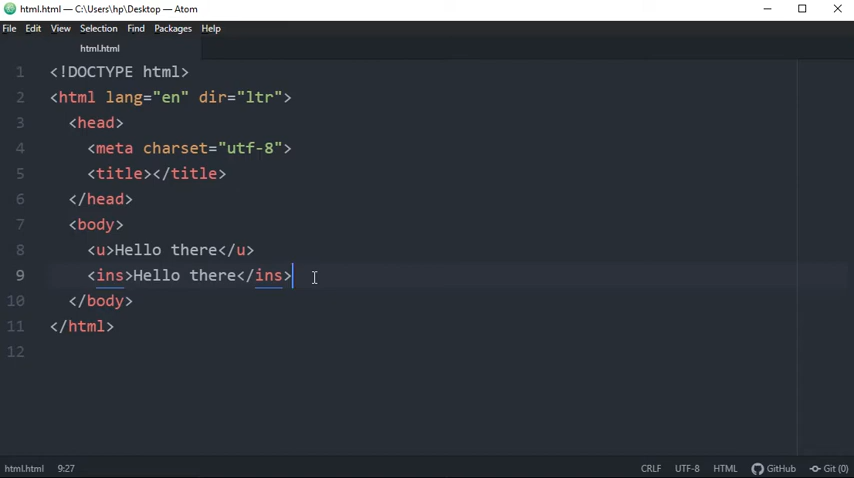 html.html — C:\Users\hp\Desktop — Atom
File Edit View Selection Find Packages Help
html.html
1 <!DOCTYPE html>
2 <html lang="en" dir="ltr">
3 <head>
4 <meta charset="utf-8">
5 <title></title>
6 </head>
7 <body>
8 <u>Hello there</u>
9 <ins>Hello there</ins>
10 </body>
11 </html>
12
html.html 9:27 CRLF UTF-8 HTML GitHub Git (0)